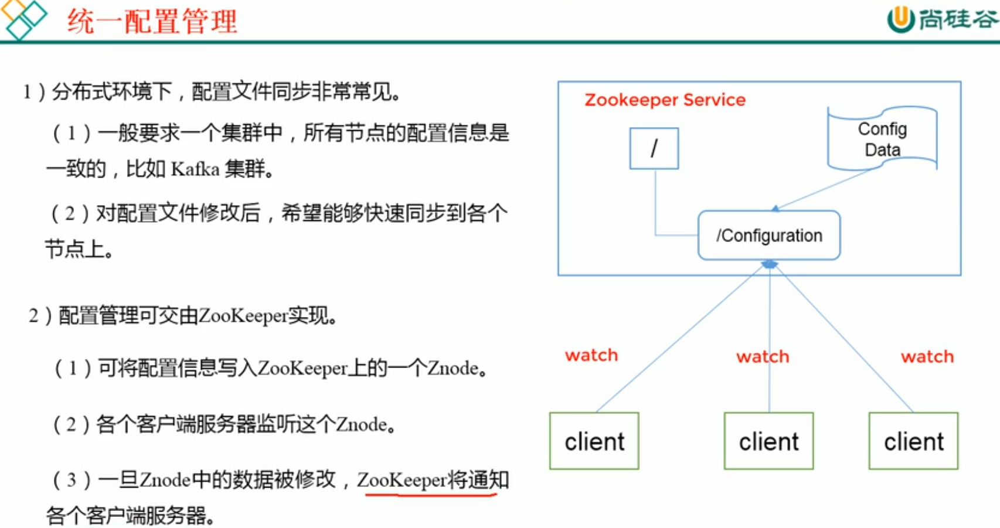 统一配置管理
尚硅谷
1）分布式环境下，配置文件同步非常常见。
（1）一般要求一个集群中，所有节点的配置信息是
一致的，比如 Kafka 集群。
（2）对配置文件修改后，希望能够快速同步到各个
节点上。
2）配置管理可交由ZooKeeper实现。
（1）可将配置信息写入ZooKeeper上的一个Znode。
（2）各个客户端服务器监听这个Znode。
（3）一旦Znode中的数据被修改，ZooKeeper将通知
各个客户端服务器。
Zookeeper Service
/
Config
Data
/Configuration
watch
watch
watch
client
client
client